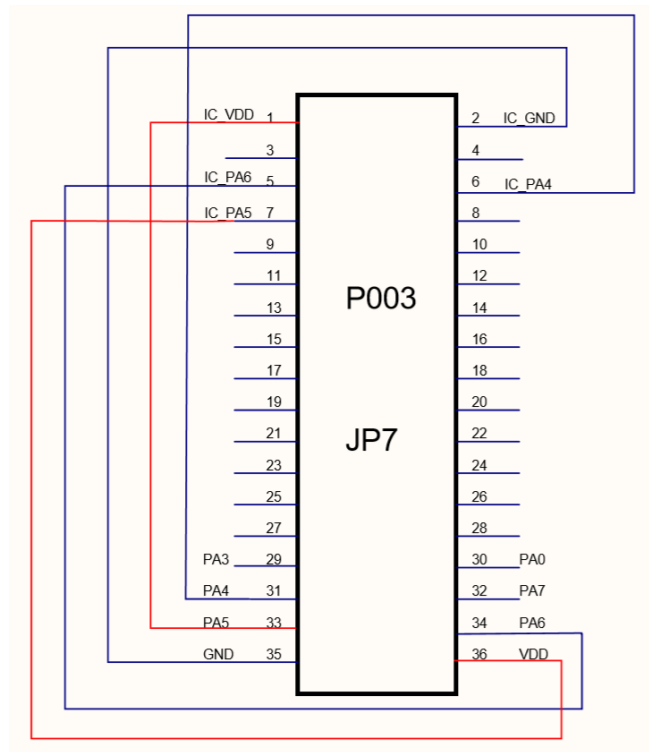 IC_VDD 1 2 IC_GND
3 4
IC_PA6 5 6 IC_PA4
IC_PA5 7 8
9 10
11 12
P003
13 14
15 16
17 18
19 20
JP7
21 22
23 24
25 26
27 28
PA3 29 30 PA0
PA4 31 32 PA7
PA5 33 34 PA6
GND 35 36 VDD